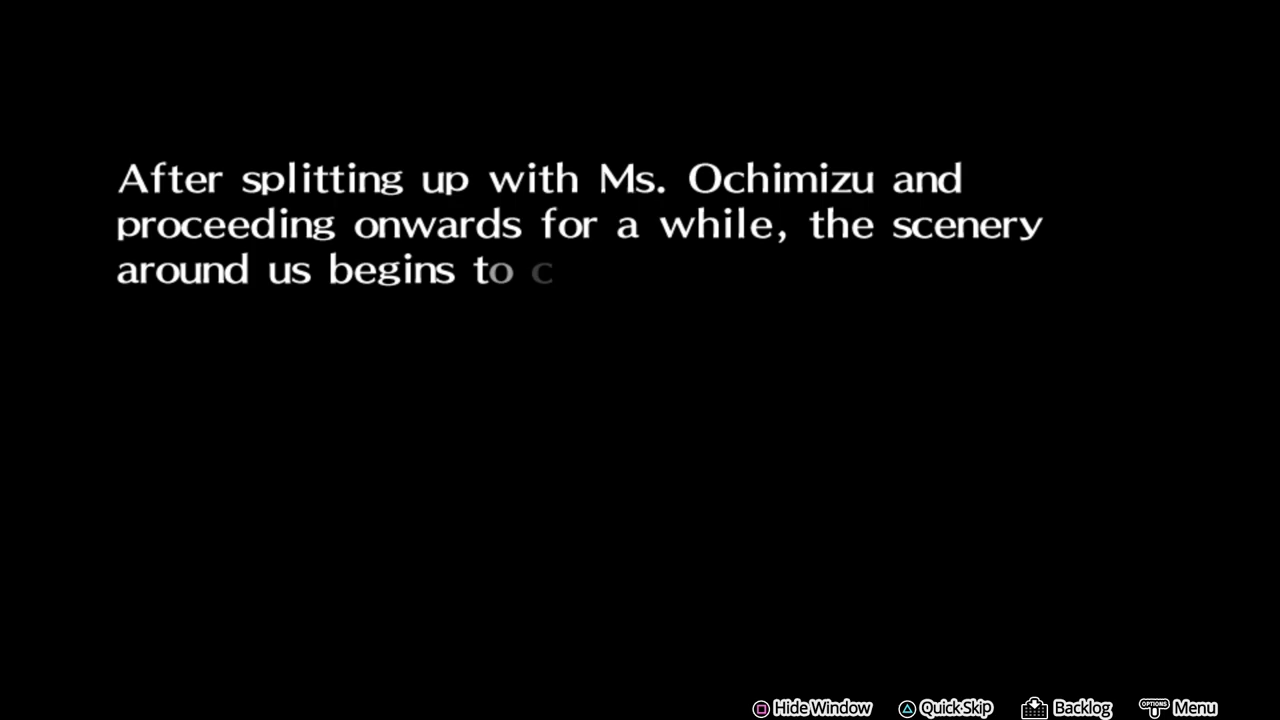 After splitting up with Ms. Ochimizu and
proceeding onwards for a while, the scenery
around us begins to c
Hide Window Quick Skip Backlog OPTIONS Menu